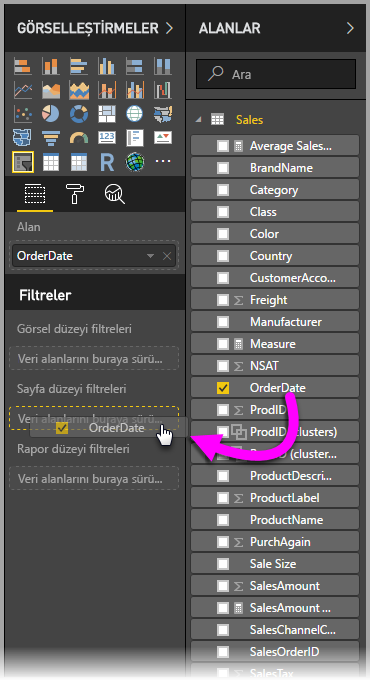 GÖRSELLEŞTİRMELER
R
123
Alan
OrderDate
Filtreler
Görsel düzeyi filtreleri
Veri alanlarını buraya sürü...
Sayfa düzeyi filtreleri
Veri alanlarını buraya sürü...
OrderDate
Rapor düzeyi filtreleri
Veri alanlarını buraya sürü...
ALANLAR
Ara
Sales
Average Sales...
BrandName
Category
Class
Color
Country
CustomerAcco...
Freight
Manufacturer
Measure
NSAT
OrderDate
ProdID
ProdID (clusters)
(cluster...
ProductDescri...
ProductLabel
ProductName
PurchAgain
Sale Size
SalesAmount
SalesAmount ...
SalesChannelC...
SalesOrderID
SalesTax